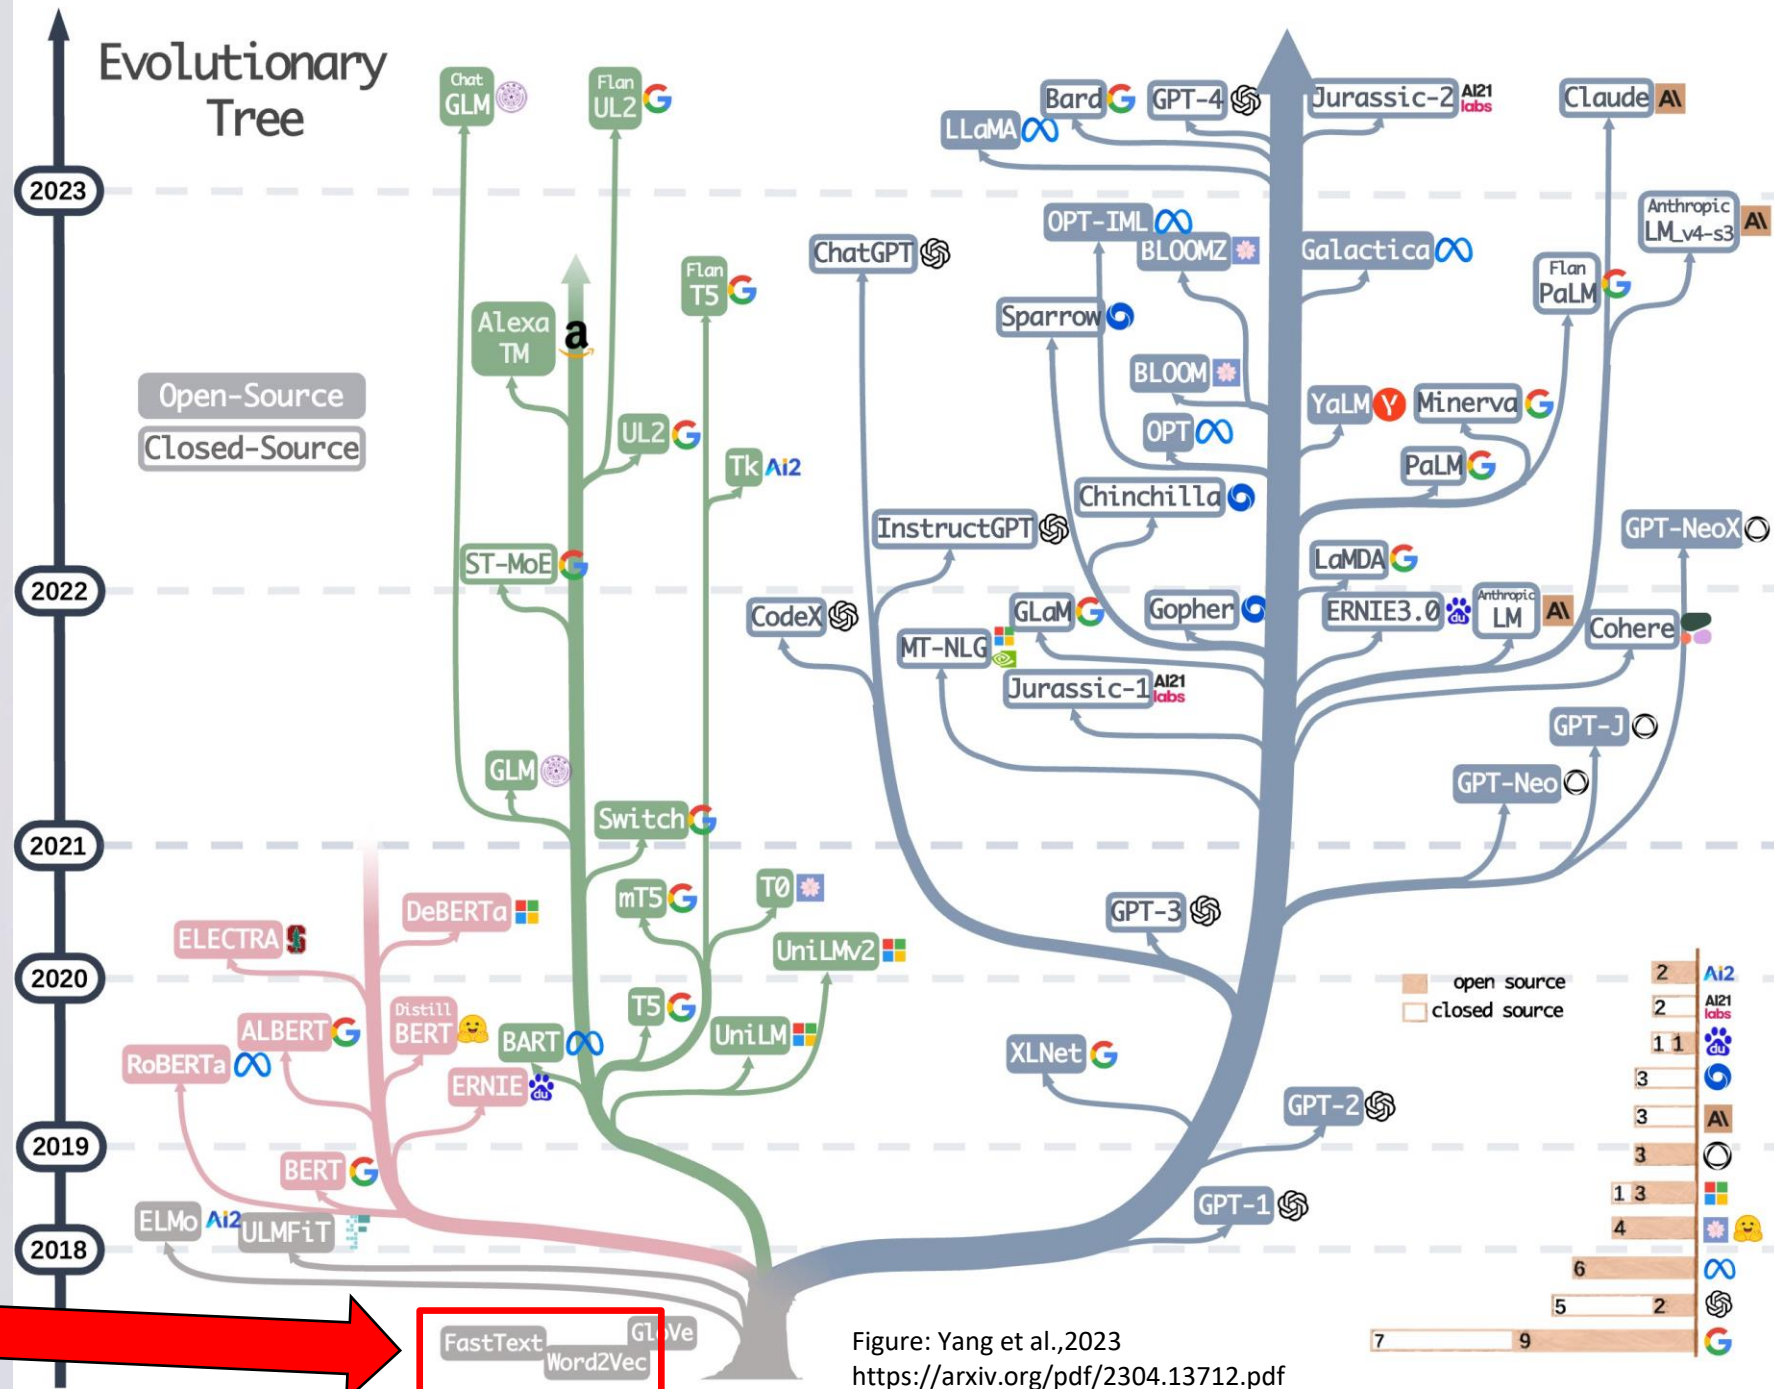 Evolutionary
Tree
2023
2022
2021
2020
2019
2018
Open-Source
Closed-Source
Chat
GLM
Flan
UL2
Alexa
TM
a
Flan
T5
UL2
Tk
Ai2
ST-MoE
GLM
Switch
mT5
T0
UniLMv2
T5
UniLM
BART
DeBERTa
ELECTRA
ALBERT
Distill
BERT
RoBERTa
ERNIE
du
BERT
ELMo
Ai2
ULMFiT
FastText
Word2Vec
GloVe
LLaMA
Bard
GPT-4
Jurassic-2
AI21
labs
Claude
A\
Anthropic
LM_v4-s3
A\
ChatGPT
OPT-IML
BLOOMZ
Galactica
Flan
PaLM
Sparrow
BLOOM
OPT
YaLM
Y
Minerva
PaLM
Chinchilla
InstructGPT
GPT-NeoX
LaMDA
CodeX
MT-NLG
GLaM
Gopher
ERNIE3.0
du
Anthropic
LM
A\
Cohere
Jurassic-1
AI21
labs
GPT-J
GPT-Neo
GPT-3
XLNet
GPT-2
GPT-1
open source
closed source
2 Ai2
2 AI21
labs
1 1 du
3
3 A\
3
1 3
4
6
5 2
7 9
Figure: Yang et al.,2023
https://arxiv.org/pdf/2304.13712.pdf